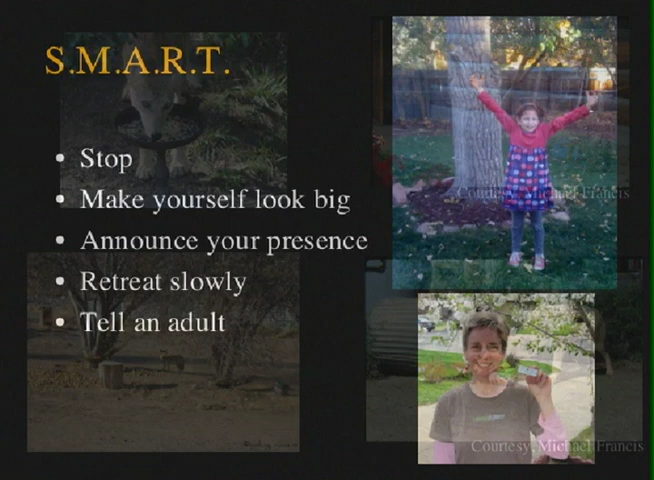 S.M.A.R.T.
• Stop
• Make yourself look big
• Announce your presence
• Retreat slowly
• Tell an adult
Courtesy, Michael Francis
Courtesy, Michael Francis